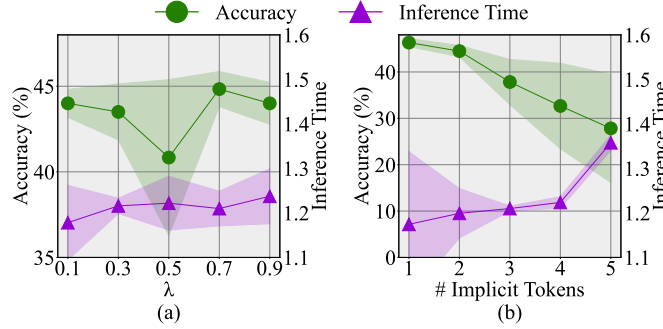 Accuracy
Inference Time
Accuracy (%)
45
42
39
35
1.6
1.5
1.4
1.3
1.2
1.1
Inference Time
0.1 0.3 0.5 0.7 0.9
λ
(a)
Accuracy (%)
40
30
20
10
0
1.6
1.5
1.4
1.3
1.2
1.1
Inference Time
1 2 3 4 5
# Implicit Tokens
(b)